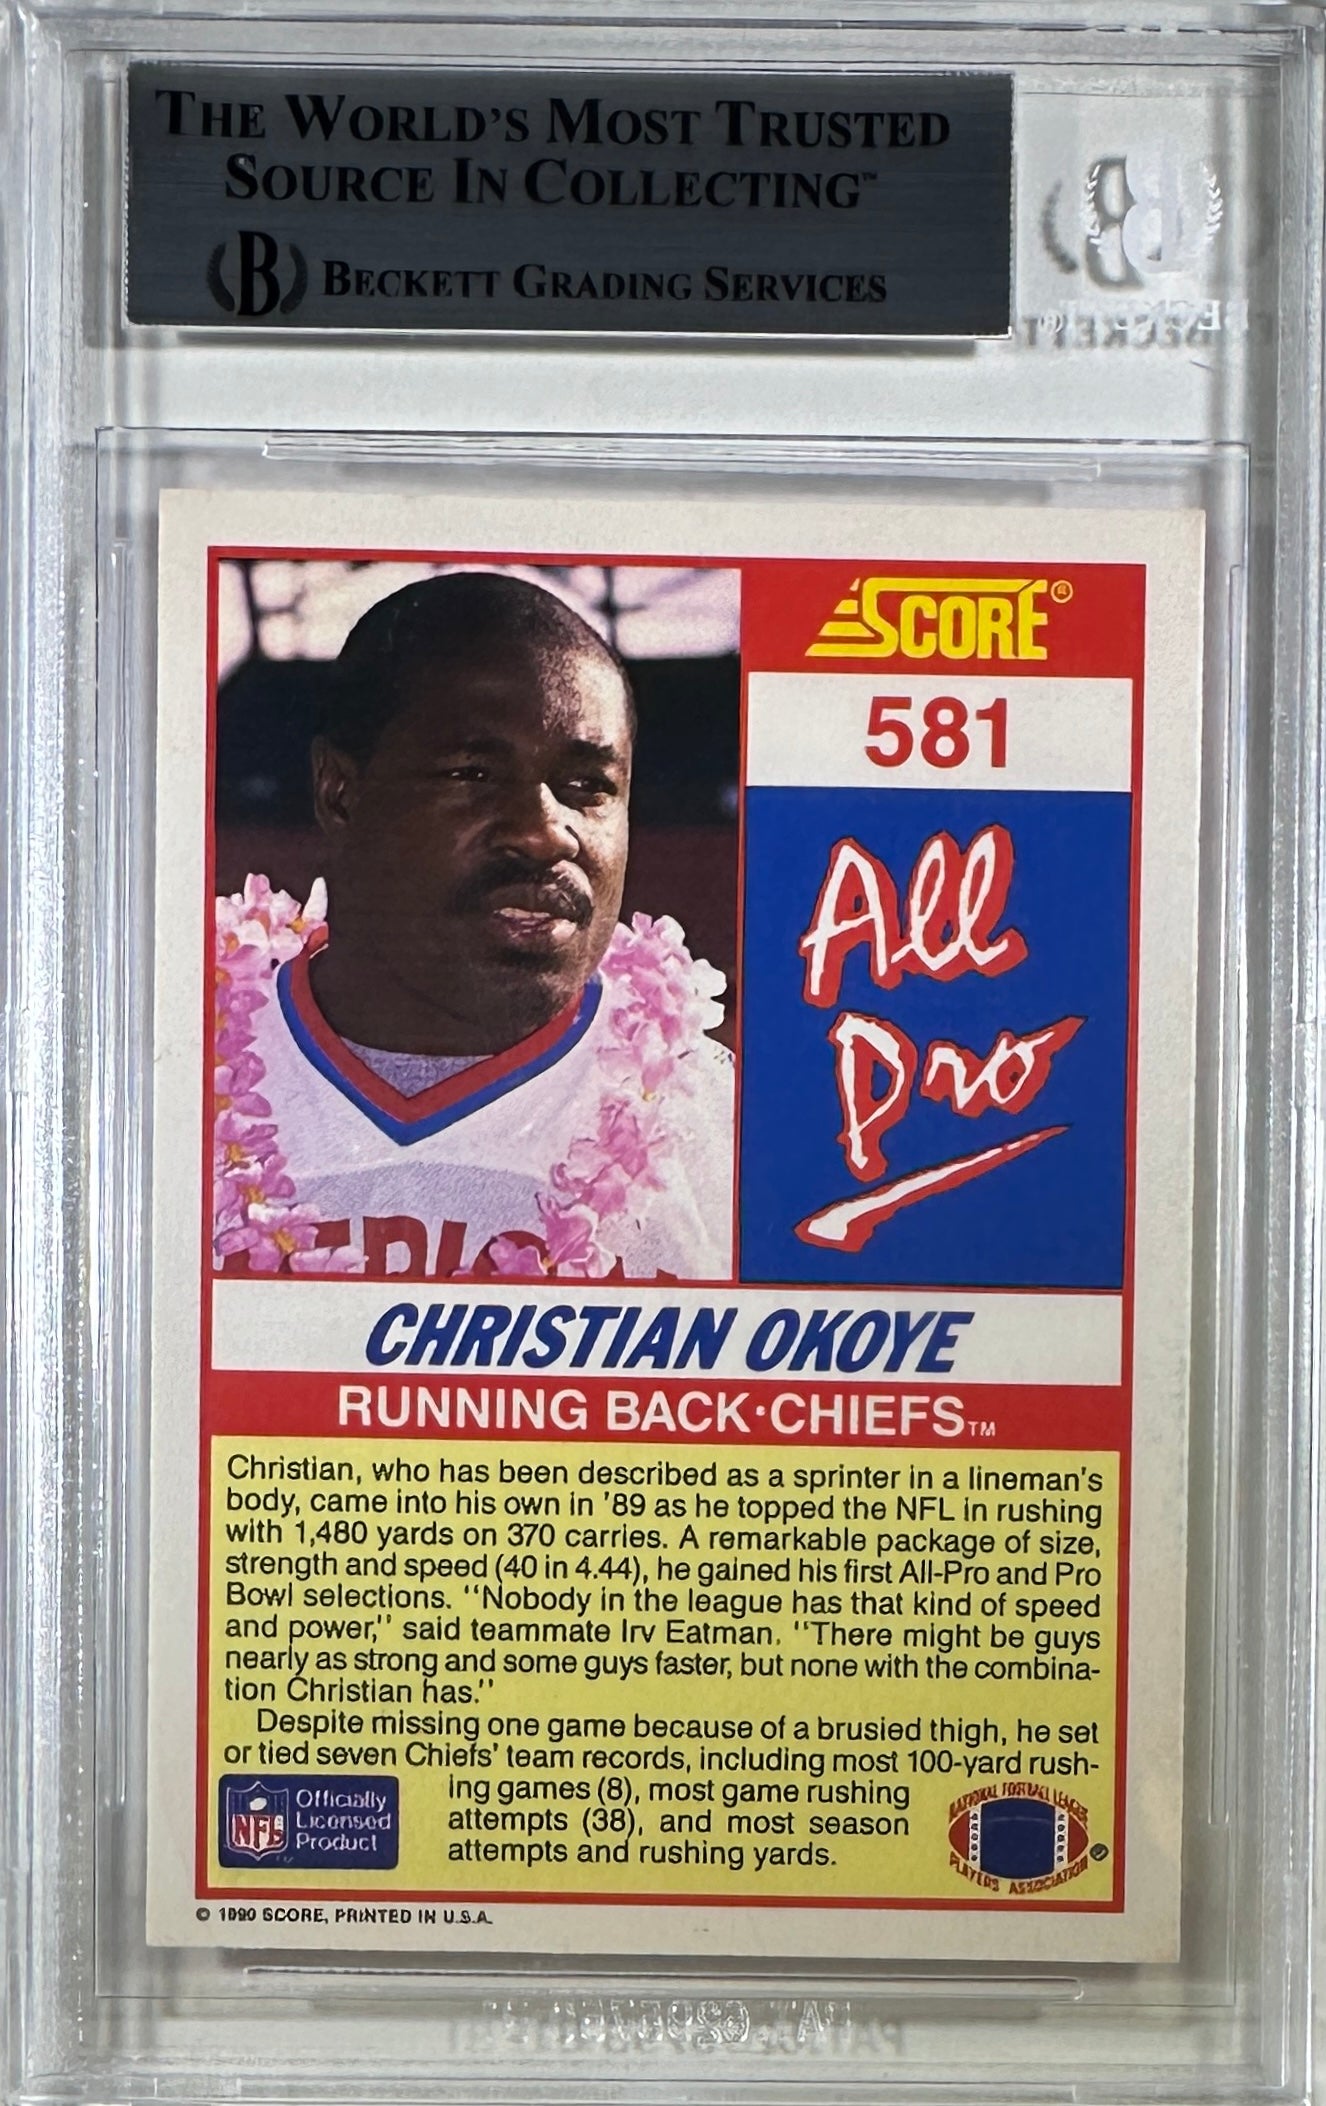 THE WORLD'S MOST TRUSTED
SOURCE IN COLLECTING™
B BECKETT GRADING SERVICES
SCORE®
581
All
Pro
CHRISTIAN OKOYE
RUNNING BACK·CHIEFS™
Christian, who has been described as a sprinter in a lineman's
body, came into his own in '89 as he topped the NFL in rushing
with 1,480 yards on 370 carries. A remarkable package of size,
strength and speed (40 in 4.44), he gained his first All-Pro and Pro
Bowl selections. ''Nobody in the league has that kind of speed
and power,'' said teammate Irv Eatman. ''There might be guys
nearly as strong and some guys faster, but none with the combina-
tion Christian has.''
Despite missing one game because of a brusied thigh, he set
or tied seven Chiefs' team records, including most 100-yard rush-
ing games (8), most game rushing
attempts (38), and most season
attempts and rushing yards.
NFL
Officially
Licensed
Product
NATIONAL FOOTBALL LEAGUE
PLAYERS ASSOCIATION ®
© 1990 SCORE, PRINTED IN U.S.A.